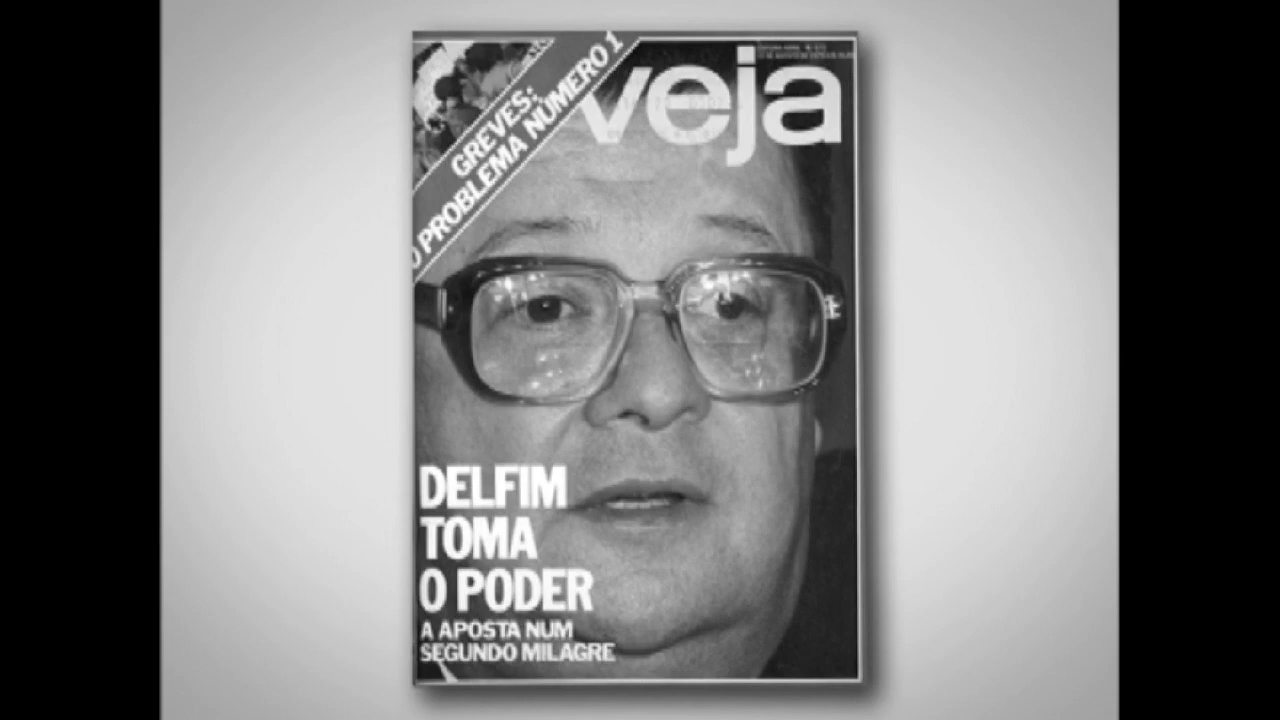 GREVES:
O PROBLEMA NÚMERO 1
veja
DELFIM
TOMA
O PODER
A APOSTA NUM
SEGUNDO MILAGRE